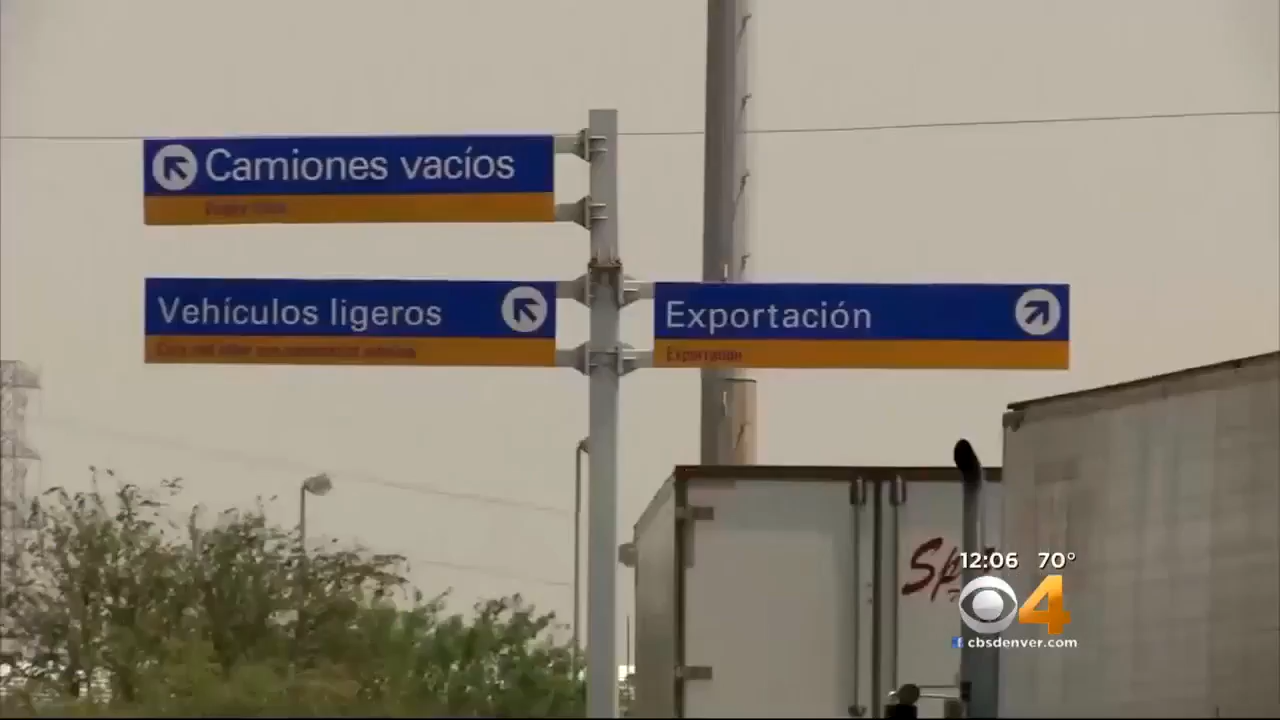 Camiones vacíos
Vehículos ligeros
Exportación
Exportación
12:06 70°
4
cbsdenver.com